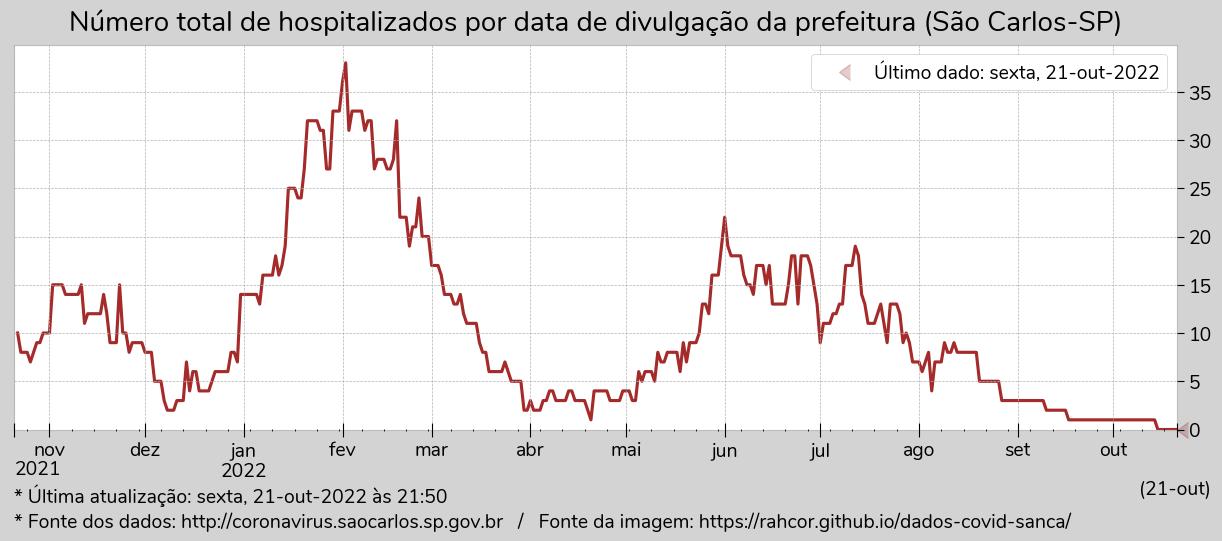 Número total de hospitalizados por data de divulgação da prefeitura (São Carlos-SP)
Último dado: sexta, 21-out-2022
35
30
25
20
15
10
5
0
nov dez jan fev mar abr mai jun jul ago set out
2021 2022
(21-out)
* Última atualização: sexta, 21-out-2022 às 21:50
* Fonte dos dados: http://coronavirus.saocarlos.sp.gov.br / Fonte da imagem: https://rahcor.github.io/dados-covid-sanca/